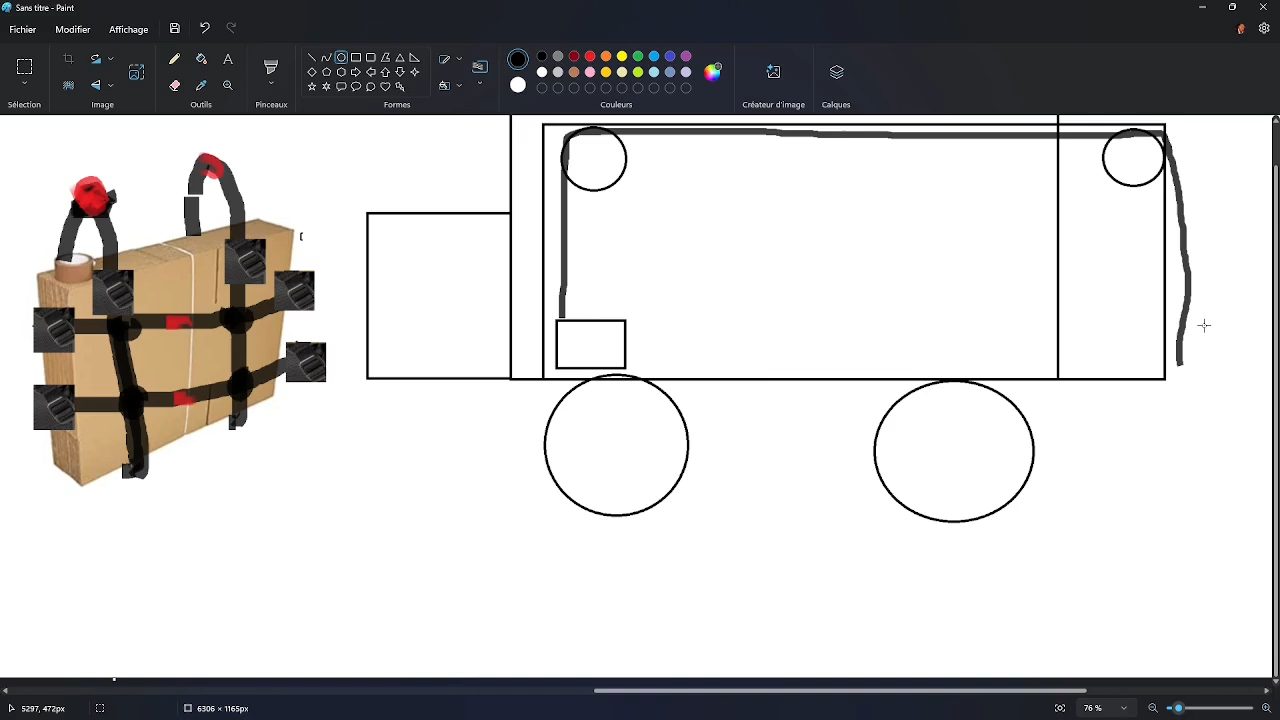 Sans titre - Paint
Fichier Modifier Affichage
A
Sélection Image Outils Pinceaux Formes Couleurs Créateur d'image Calques
5297, 472px 6306 × 1165px 76 %